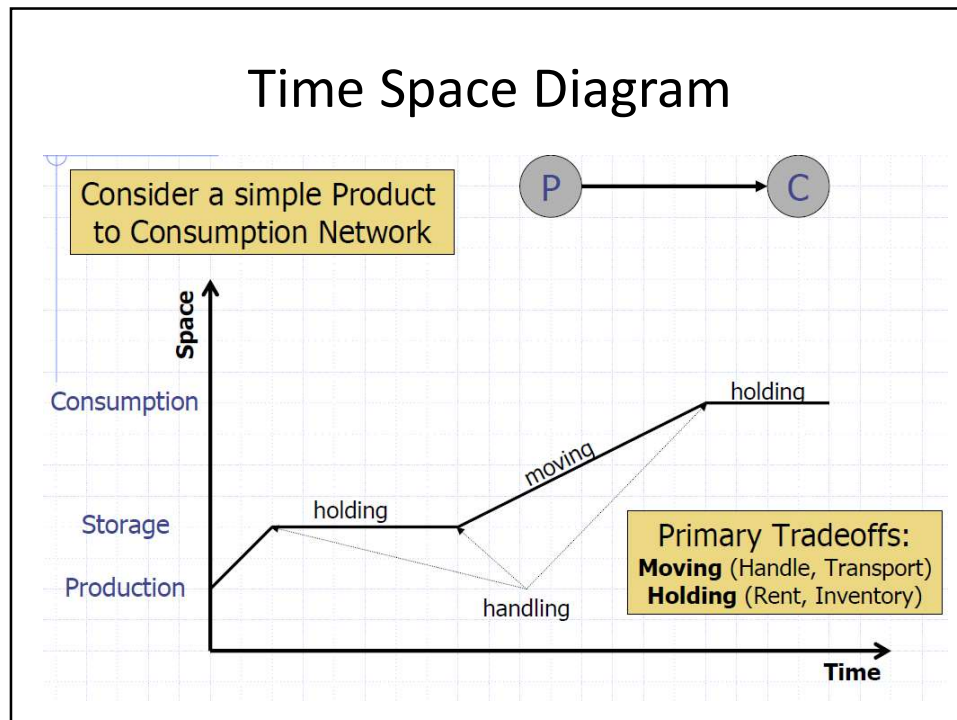 Time Space Diagram
Consider a simple Product
to Consumption Network
P
C
Space
Consumption
holding
moving
holding
Storage
Production
handling
Primary Tradeoffs:
Moving (Handle, Transport)
Holding (Rent, Inventory)
Time